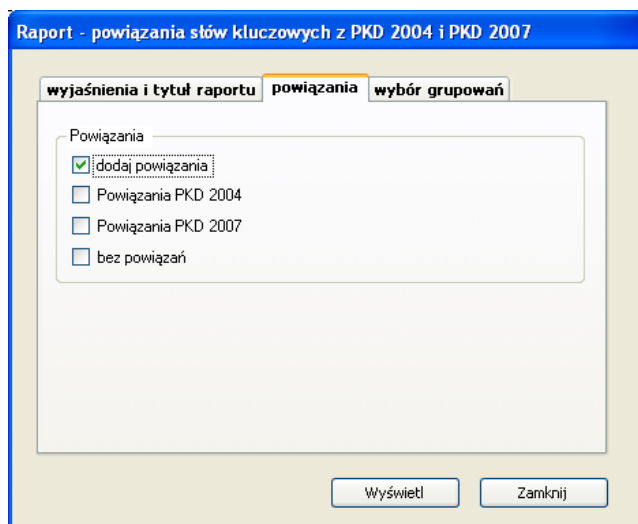 Raport - powiązania słów kluczowych z PKD 2004 i PKD 2007
wyjaśnienia i tytuł raportu powiązania wybór grupowań
Powiązania
dodaj powiązania
Powiązania PKD 2004
Powiązania PKD 2007
bez powiązań
Wyświetl Zamknij